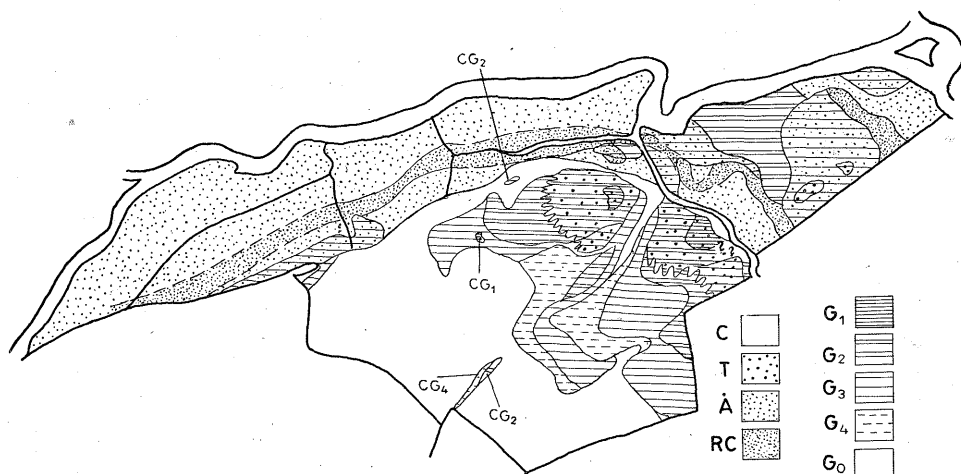 CG₂
CG₁
CG₄
CG₂
? ?
C
T
Å
RC
G₁
G₂
G₃
G₄
G₀